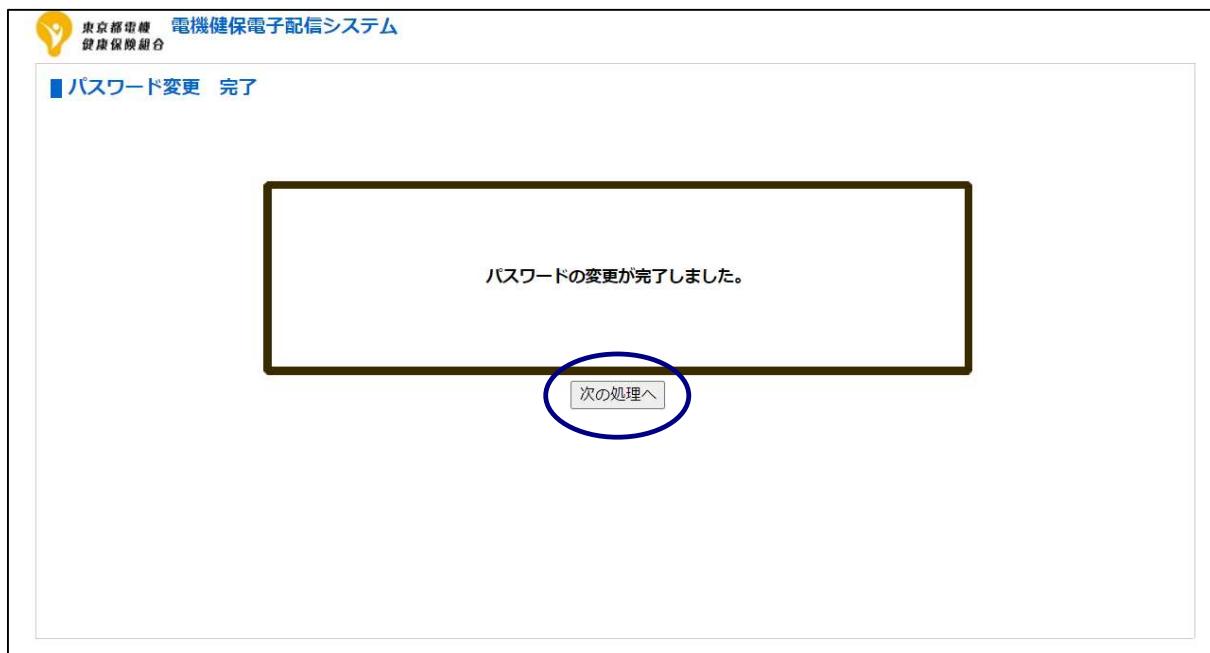 東京都電機 電機健保電子配信システム
健康保険組合
パスワード変更　完了
パスワードの変更が完了しました。
次の処理へ